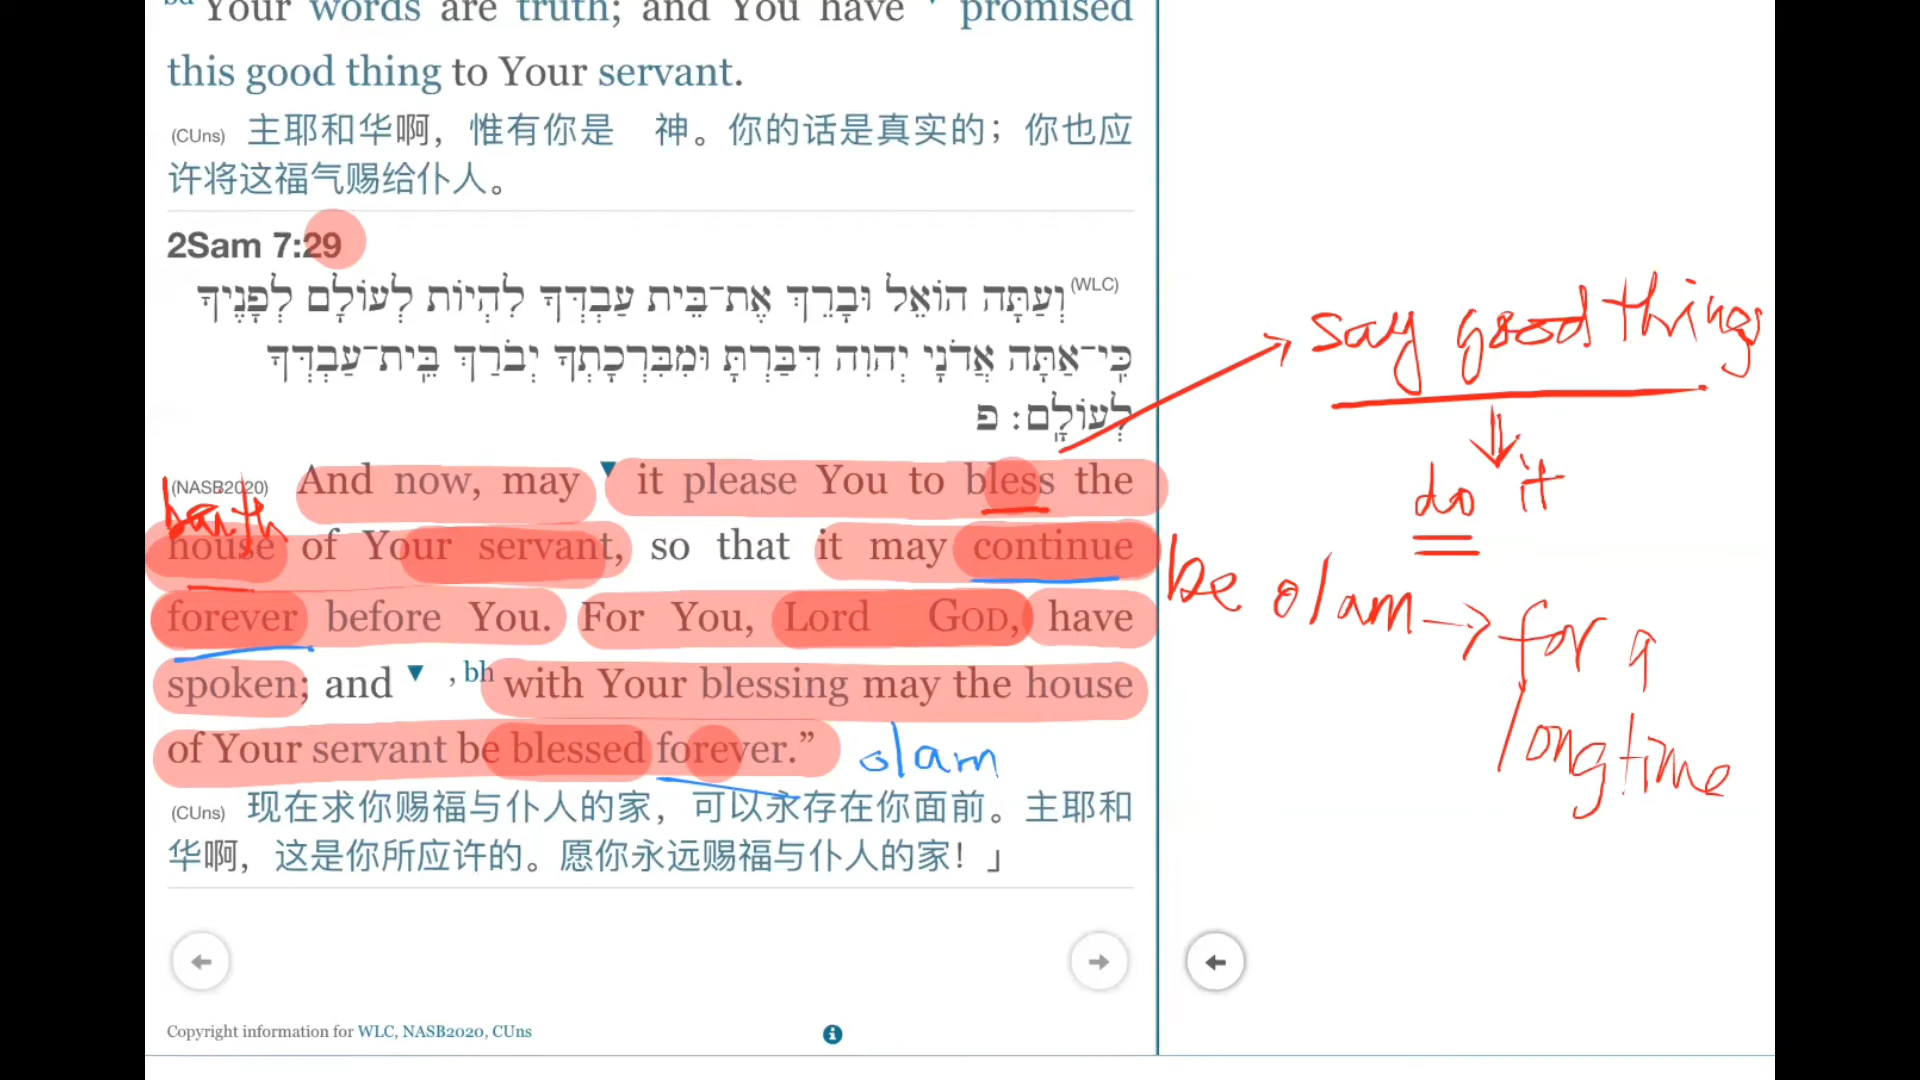 bd Your words are truth; and You have ▼ promised
this good thing to Your servant.
(CUns) 主耶和华啊，惟有你是 神。你的话是真实的；你也应
许将这福气赐给仆人。
2Sam 7:29
(WLC) וְעַתָּה הוֹאֵל וּבָרֵךְ אֶת־בֵּית עַבְדְּךָ לִהְיוֹת לְעוֹלָם לְפָנֶיךָ
כִּי־אַתָּה אֲדֹנָי יְהוִה דִּבַּרְתָּ וּמִבִּרְכָתְךָ יְבֹרַךְ בֵּית־עַבְדְּךָ
לְעוֹלָם׃ פ
say good things
do it
(NASB2020) And now, may ▼ it please You to bless the
baith
house of Your servant, so that it may continue
be olam → for a
long time
forever before You. For You, Lord GOD, have
spoken; and ▼ , bh with Your blessing may the house
of Your servant be blessed forever.”
olam
(CUns) 现在求你赐福与仆人的家，可以永存在你面前。主耶和
华啊，这是你所应许的。愿你永远赐福与仆人的家！」
Copyright information for WLC, NASB2020, CUns